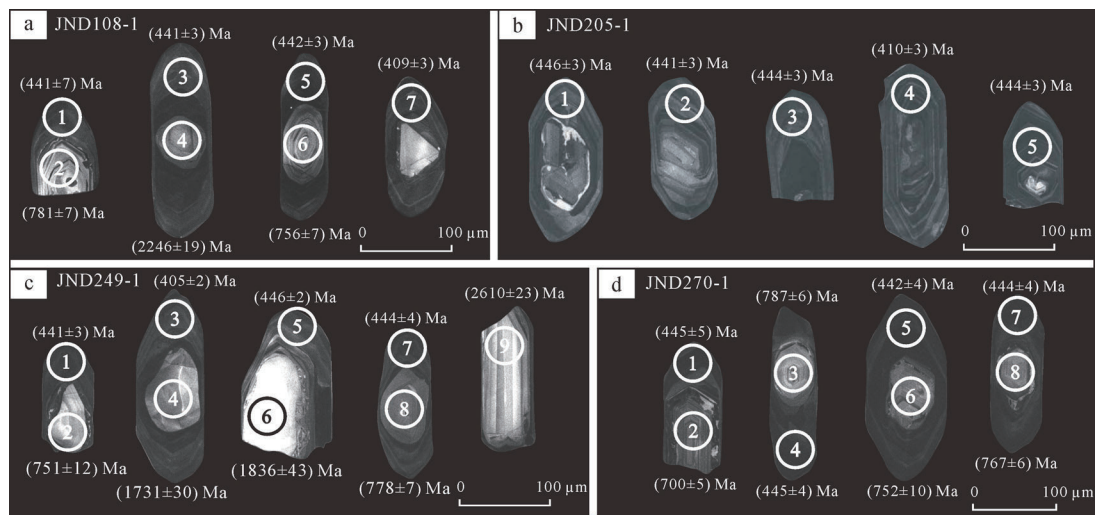 a JND108-1
(441±3) Ma
(442±3) Ma
(409±3) Ma
(441±7) Ma
3
5
7
1
4
6
2
(781±7) Ma
(2246±19) Ma
(756±7) Ma
0 100 μm
b JND205-1
(410±3) Ma
(446±3) Ma
(441±3) Ma
(444±3) Ma
(444±3) Ma
1
2
3
4
5
0 100 μm
c JND249-1
(405±2) Ma
(446±2) Ma
(2610±23) Ma
(441±3) Ma
(444±4) Ma
3
5
7
9
1
4
6
8
2
(751±12) Ma
(1836±43) Ma
(1731±30) Ma
(778±7) Ma
0 100 μm
d JND270-1
(787±6) Ma
(442±4) Ma
(444±4) Ma
(445±5) Ma
7
5
1
3
8
6
2
4
(700±5) Ma
(445±4) Ma
(752±10) Ma
(767±6) Ma
0 100 μm